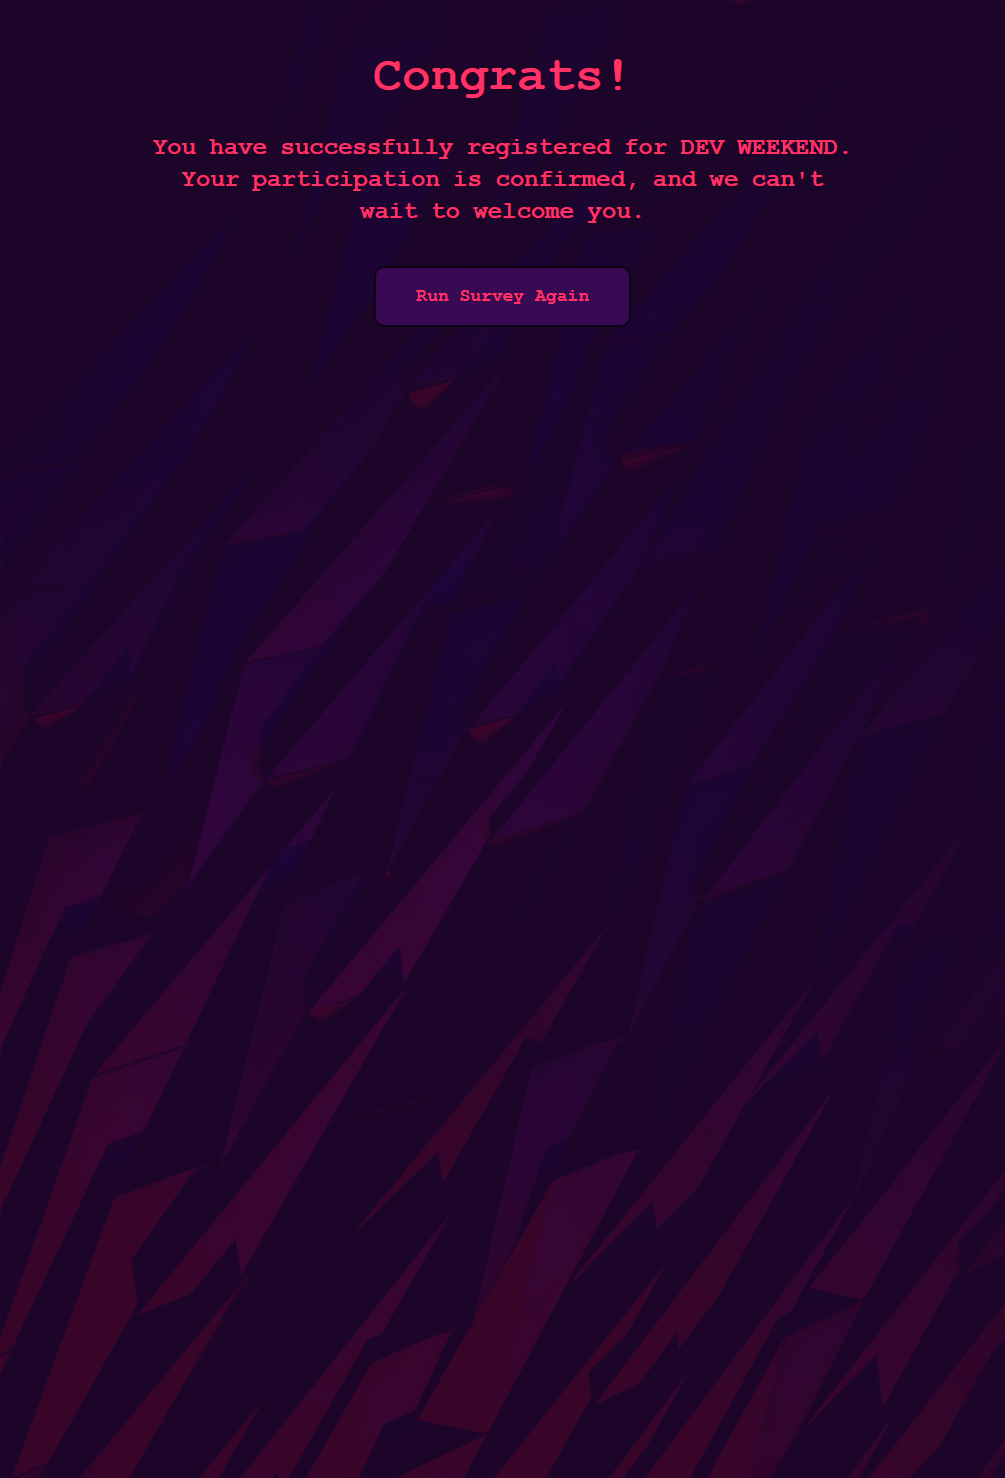 Congrats!
You have successfully registered for DEV WEEKEND.
Your participation is confirmed, and we can't
wait to welcome you.
Run Survey Again